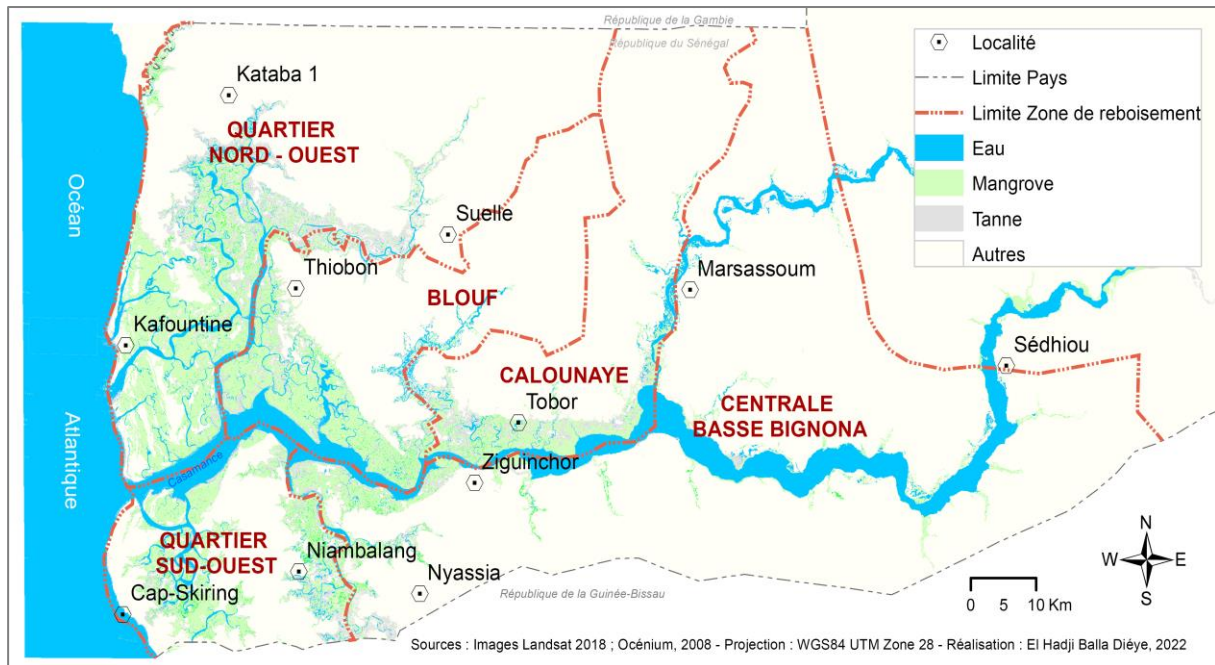 République de la Gambie
République du Sénégal
Localité
Limite Pays
Limite Zone de reboisement
Eau
Mangrove
Tanne
Autres
Kataba 1
QUARTIER
NORD - OUEST
Océan
Atlantique
Suelle
Thiobon
BLOUF
Marsassoum
Kafountine
Sédhiou
CALOUNAYE
Tobor
CENTRALE
BASSE BIGNONA
Casamance
Ziguinchor
QUARTIER
SUD-OUEST
Niambalang
Nyassia
Cap-Skiring
République de la Guinée-Bissau
N
W E
S
0 5 10 Km
Sources : Images Landsat 2018 ; Océnium, 2008 - Projection : WGS84 UTM Zone 28 - Réalisation : El Hadji Balla Diéye, 2022